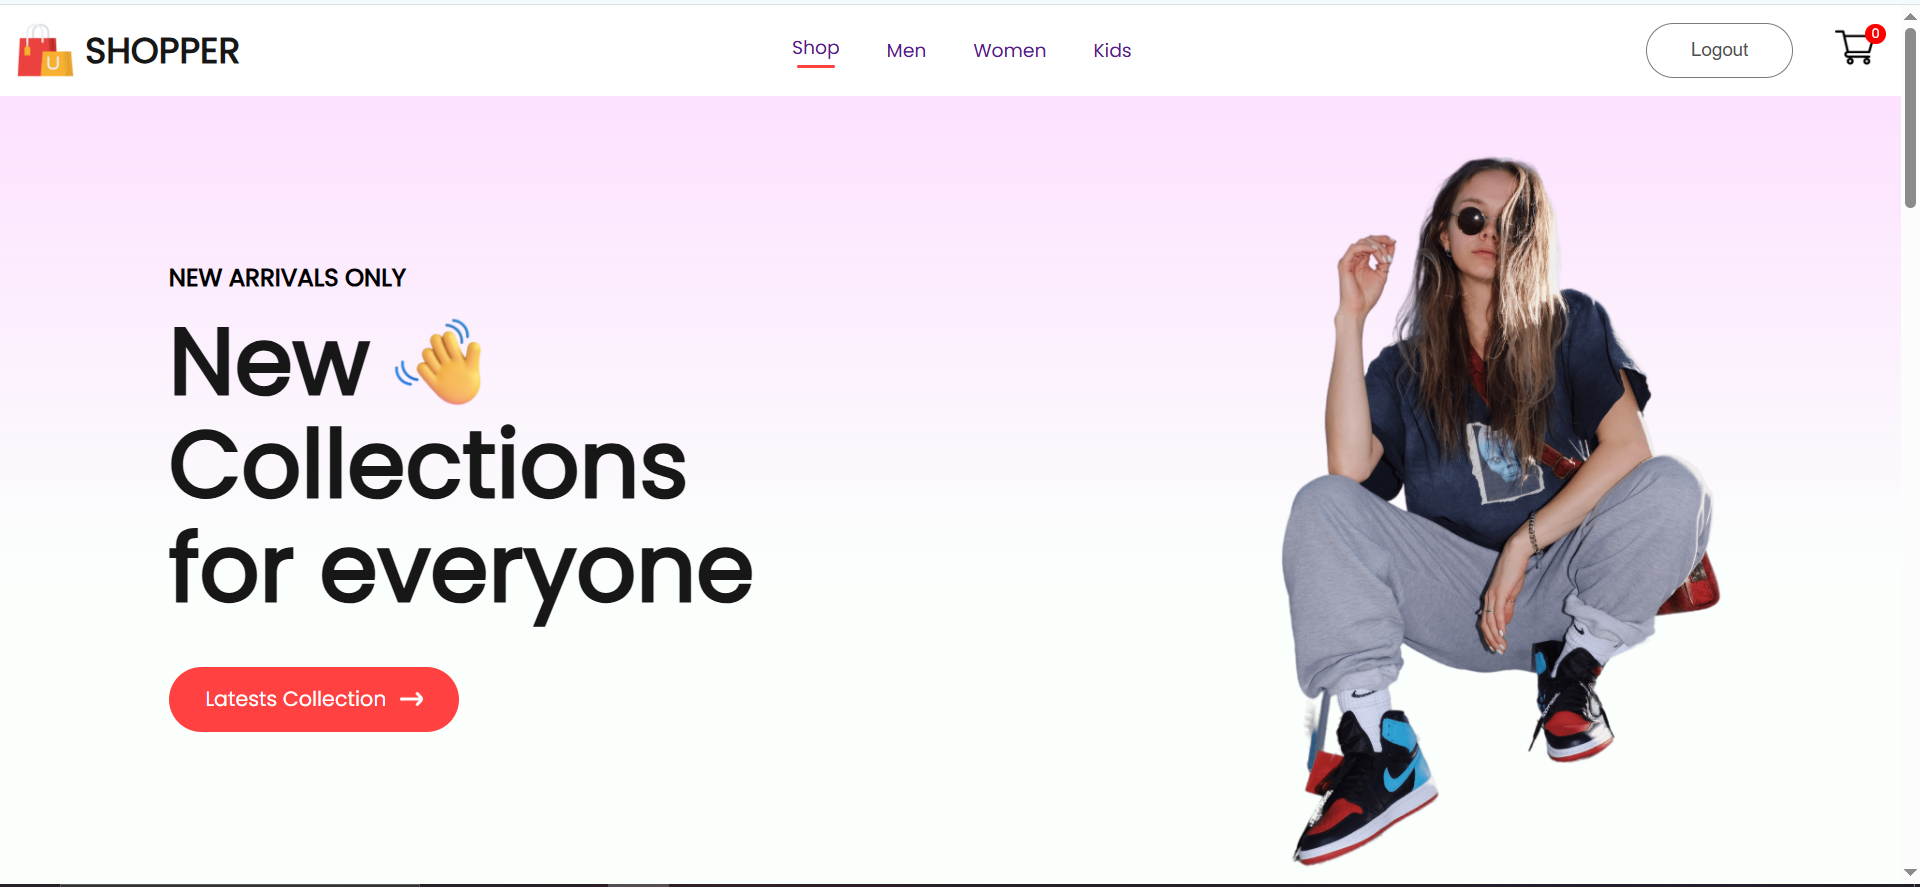 SHOPPER
Shop
Men
Women
Kids
Logout
0
NEW ARRIVALS ONLY
New
Collections
for everyone
Latests Collection